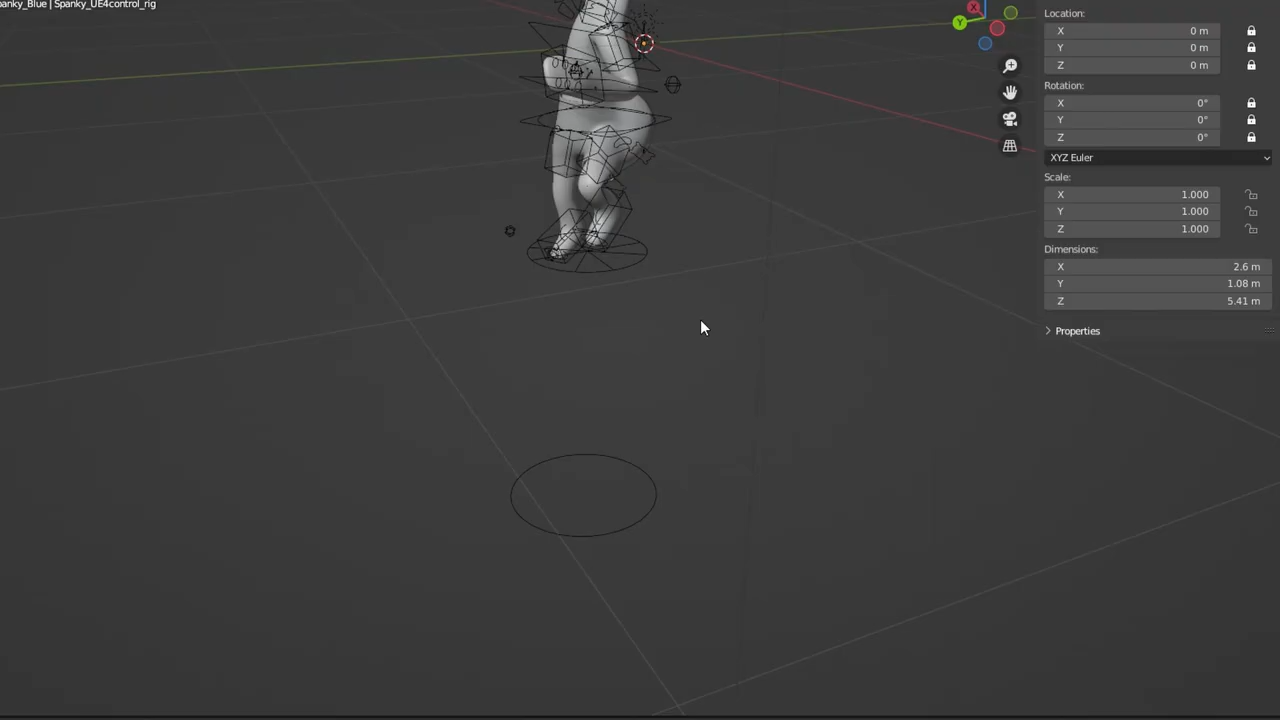 panky_Blue | Spanky_UE4control_rig
X
Y
Location:
X 0 m
Y 0 m
Z 0 m
Rotation:
X 0°
Y 0°
Z 0°
XYZ Euler
Scale:
X 1.000
Y 1.000
Z 1.000
Dimensions:
X 2.6 m
Y 1.08 m
Z 5.41 m
Properties